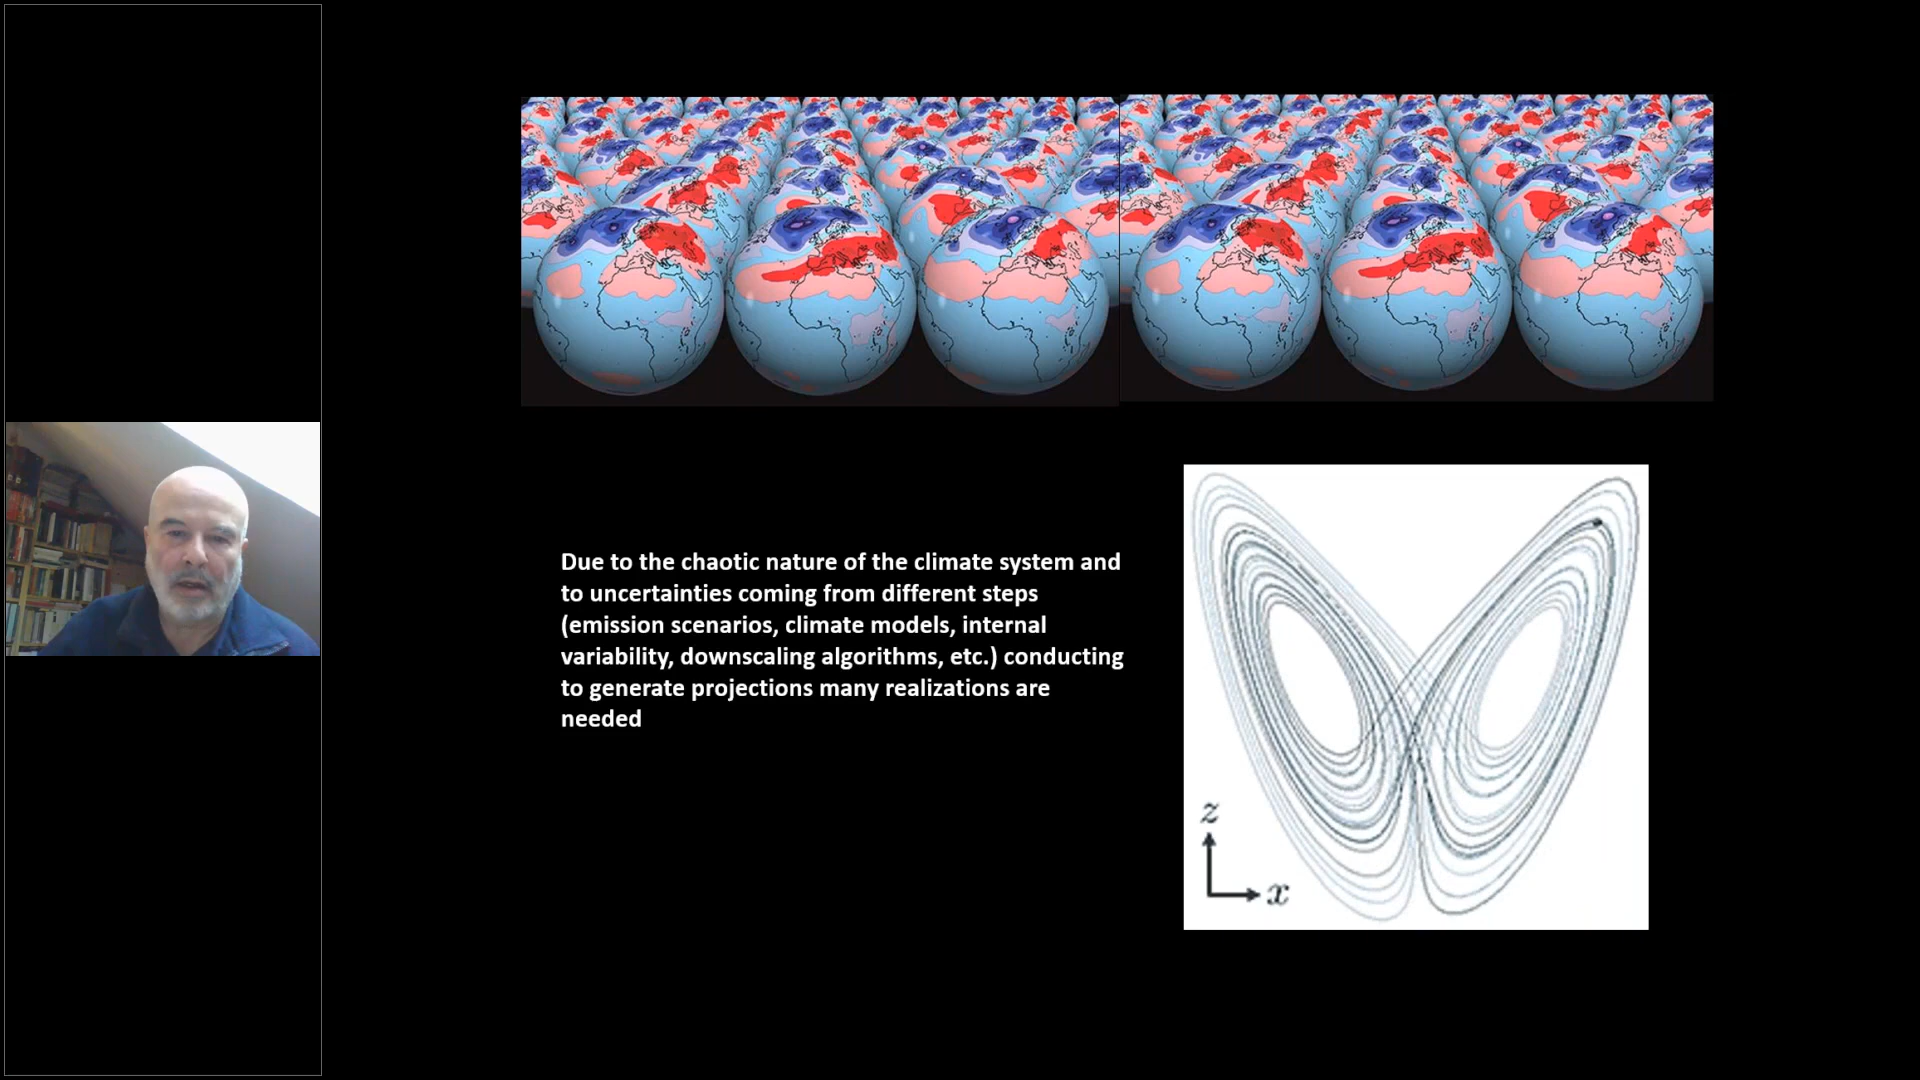 Due to the chaotic nature of the climate system and
to uncertainties coming from different steps
(emission scenarios, climate models, internal
variability, downscaling algorithms, etc.) conducting
to generate projections many realizations are
needed
z
x